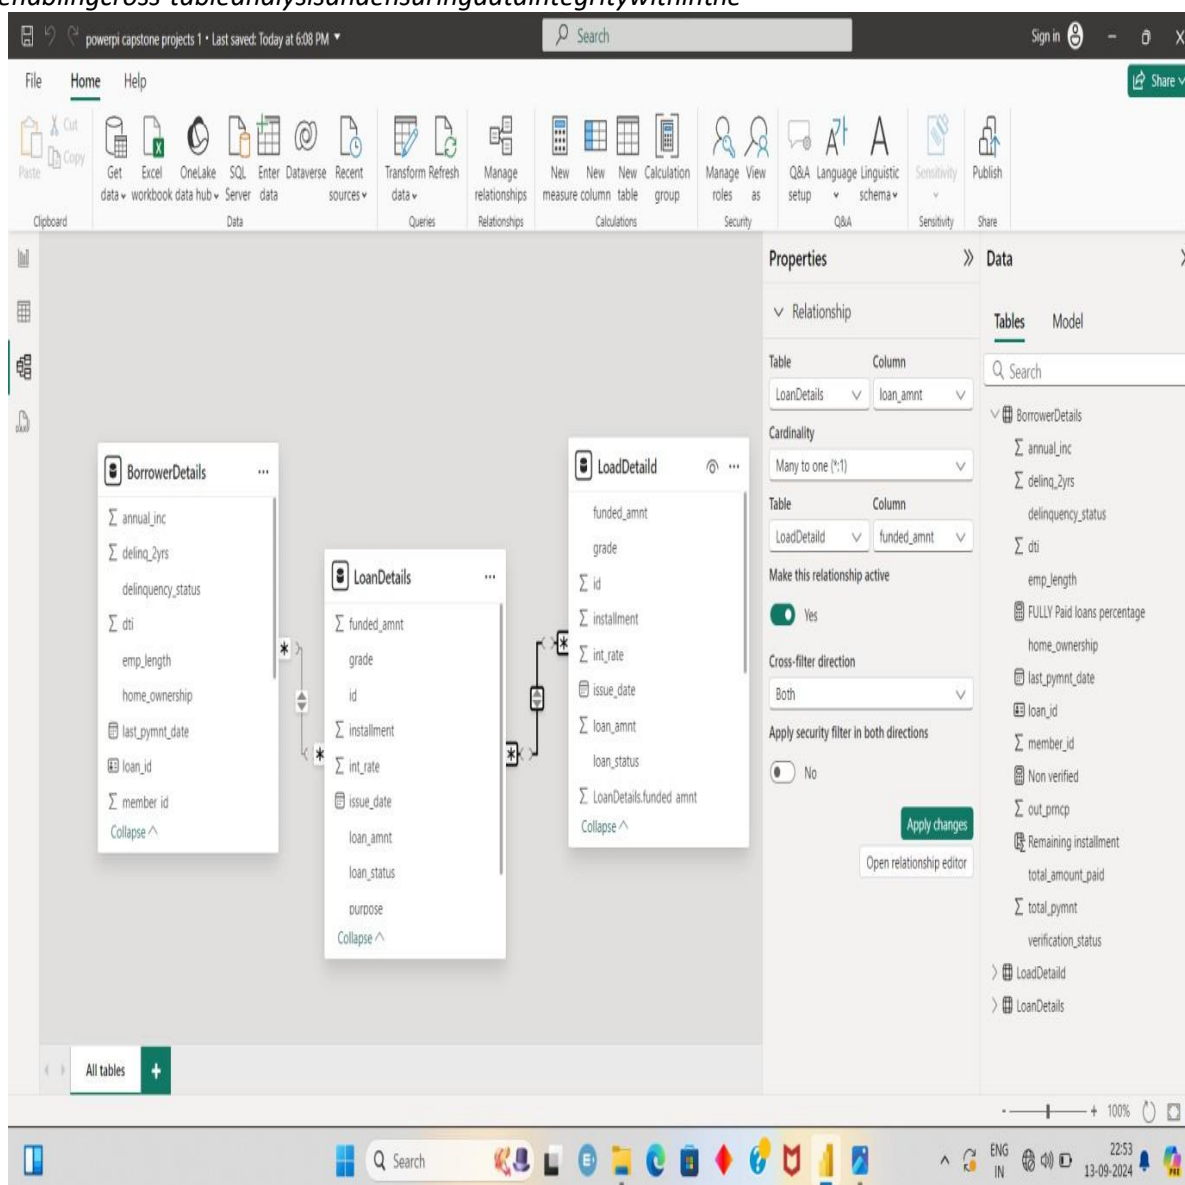 enablingcross-tableanalysisandensuringdataintegritywithinthe
powerpi capstone projects 1 • Last saved: Today at 6:08 PM
Search
Sign in
File Home Help
Share
Paste
Cut
Copy
Get data
Excel workbook
OneLake data hub
SQL Server
Enter data
Dataverse
Recent sources
Transform data
Refresh
Manage relationships
New measure
New column
New table
Calculation group
Manage roles
View as
Q&A setup
Language
Linguistic schema
Sensitivity
Publish
Clipboard
Data
Queries
Relationships
Calculations
Security
Q&A
Sensitivity
Share
BorrowerDetails
annual_inc
delinq_2yrs
delinquency_status
dti
emp_length
home_ownership
last_pymnt_date
loan_id
member id
Collapse
LoanDetails
funded_amnt
grade
id
installment
int_rate
issue_date
loan_amnt
loan_status
purpose
Collapse
LoadDetaild
funded_amnt
grade
id
installment
int_rate
issue_date
loan_amnt
loan_status
LoanDetails.funded amnt
Collapse
Properties
Relationship
Table Column
LoanDetails loan_amnt
Cardinality
Many to one (*:1)
Table Column
LoadDetaild funded_amnt
Make this relationship active
Yes
Cross-filter direction
Both
Apply security filter in both directions
No
Apply changes
Open relationship editor
Data
Tables Model
Search
BorrowerDetails
annual_inc
delinq_2yrs
delinquency_status
dti
emp_length
FULLY Paid loans percentage
home_ownership
last_pymnt_date
loan_id
member_id
Non verified
out_prncp
Remaining installment
total_amount_paid
total_pymnt
verification_status
LoadDetaild
LoanDetails
All tables
100%
Search
ENG
IN
22:53
13-09-2024
PRE